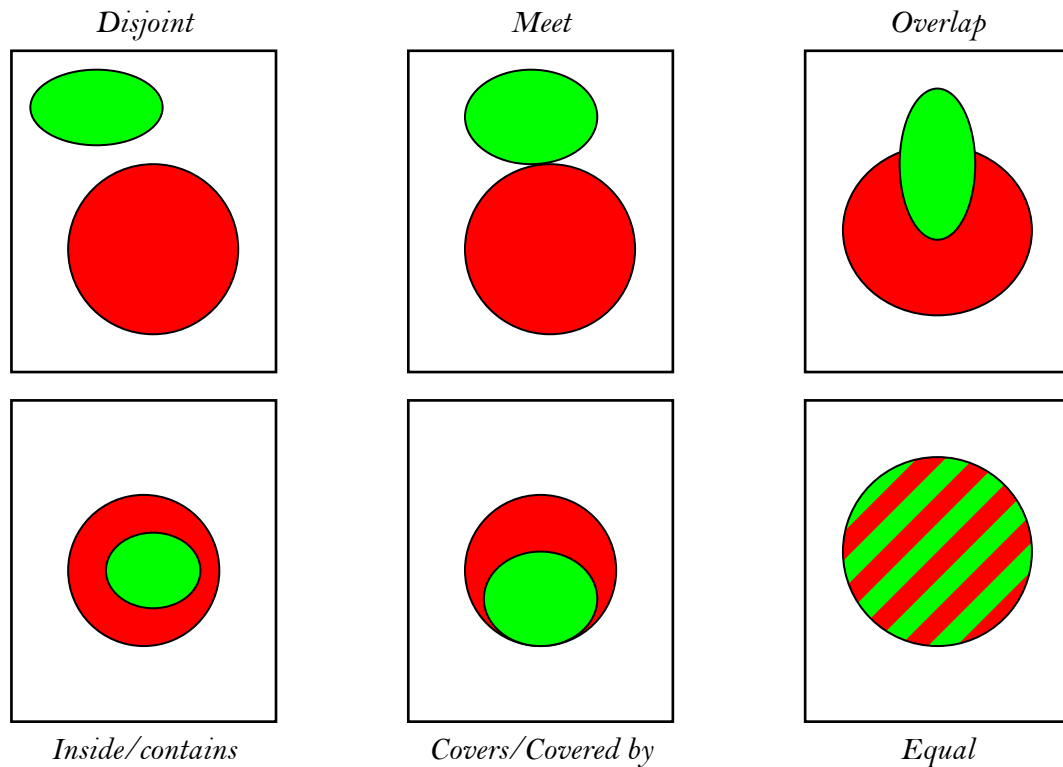 Disjoint
Meet
Overlap
Inside/contains
Covers/Covered by
Equal